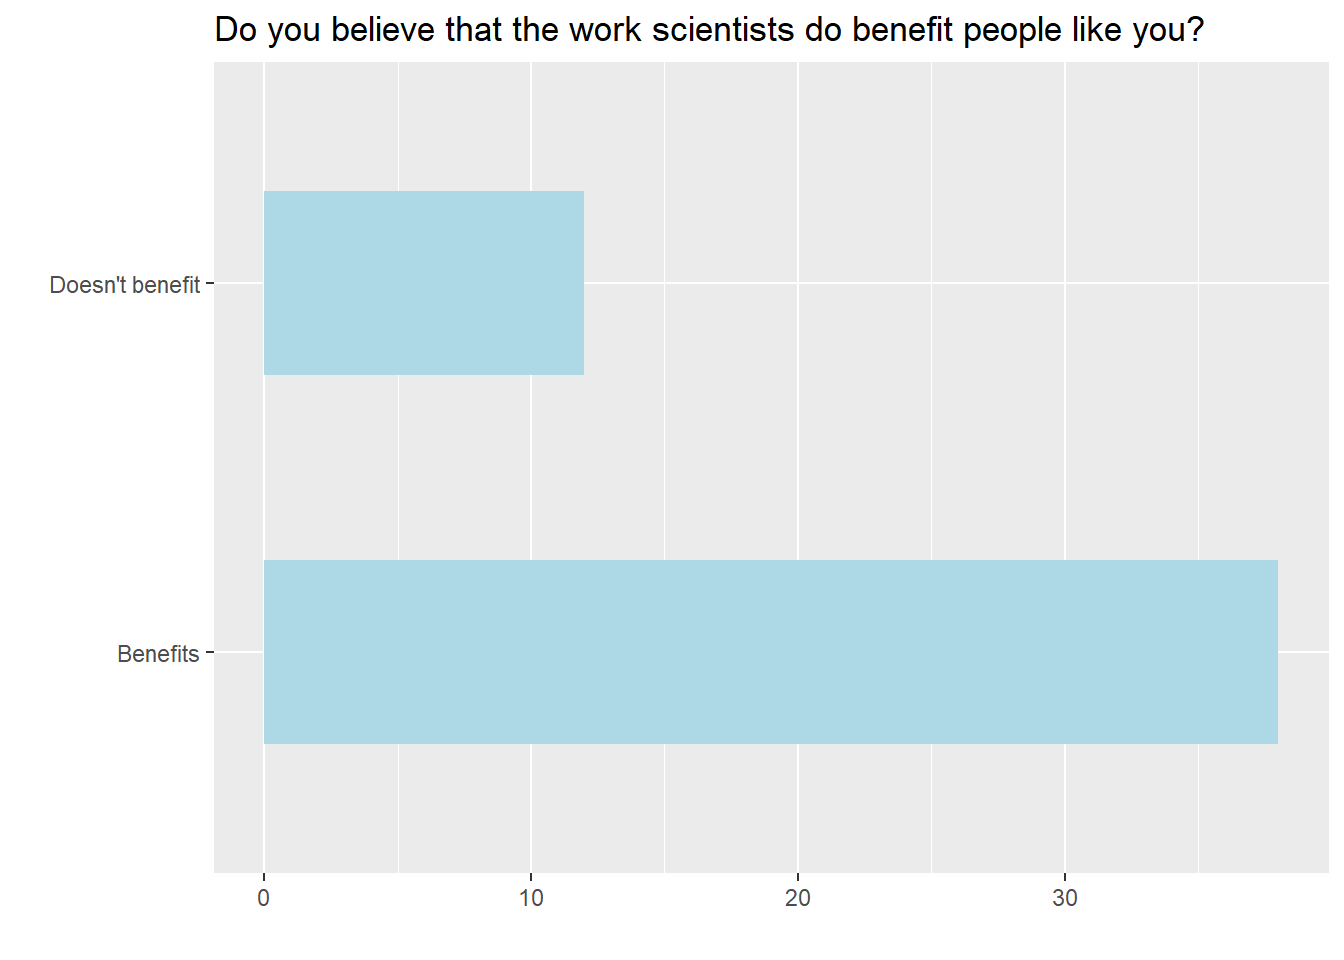 Do you believe that the work scientists do benefit people like you?
Doesn't benefit
Benefits
0 10 20 30